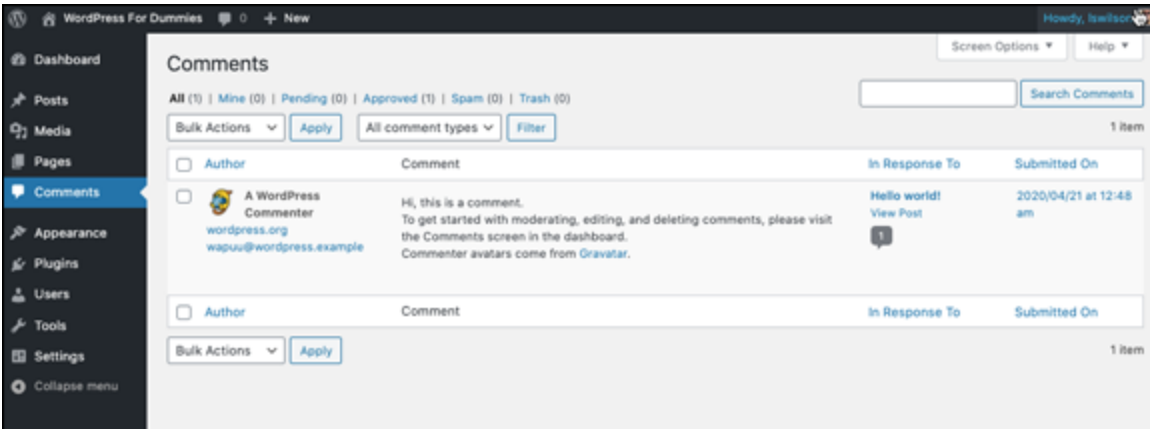 WordPress For Dummies 0 + New Howdy, lswilson
Screen Options ▼ Help ▼
Dashboard
Posts
Media
Pages
Comments
Appearance
Plugins
Users
Tools
Settings
Collapse menu
Comments
All (1) | Mine (0) | Pending (0) | Approved (1) | Spam (0) | Trash (0)
Search Comments
Bulk Actions Apply All comment types Filter
1 item
Author Comment In Response To Submitted On
A WordPress
Commenter
wordpress.org
wapuu@wordpress.example
Hi, this is a comment.
To get started with moderating, editing, and deleting comments, please visit
the Comments screen in the dashboard.
Commenter avatars come from Gravatar.
Hello world!
View Post
1
2020/04/21 at 12:48
am
Author Comment In Response To Submitted On
Bulk Actions Apply
1 item